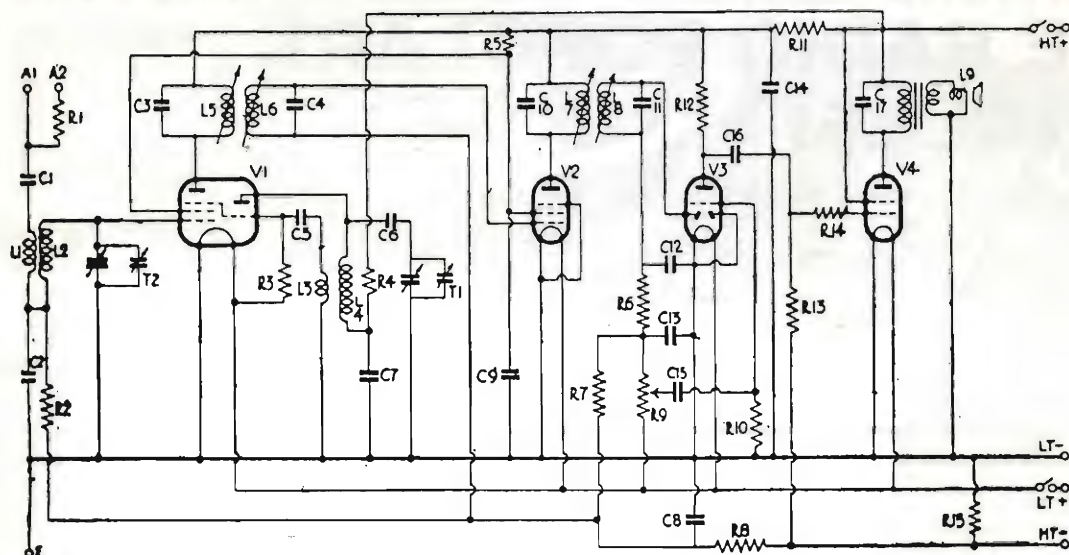 A1
A2
R1
C1
L1
L2
C2
R2
T2
C3
L5
L6
C4
V1
R3
C5
L3
L4
R4
C6
T1
C7
R5
C9
C10
L7
L8
C11
V2
R12
V3
C12
R6
C13
R7
C15
R9
R10
C8
R8
C14
C16
R11
R13
R14
V4
C17
L9
HT+
LT-
LT+
HT-
R15
E